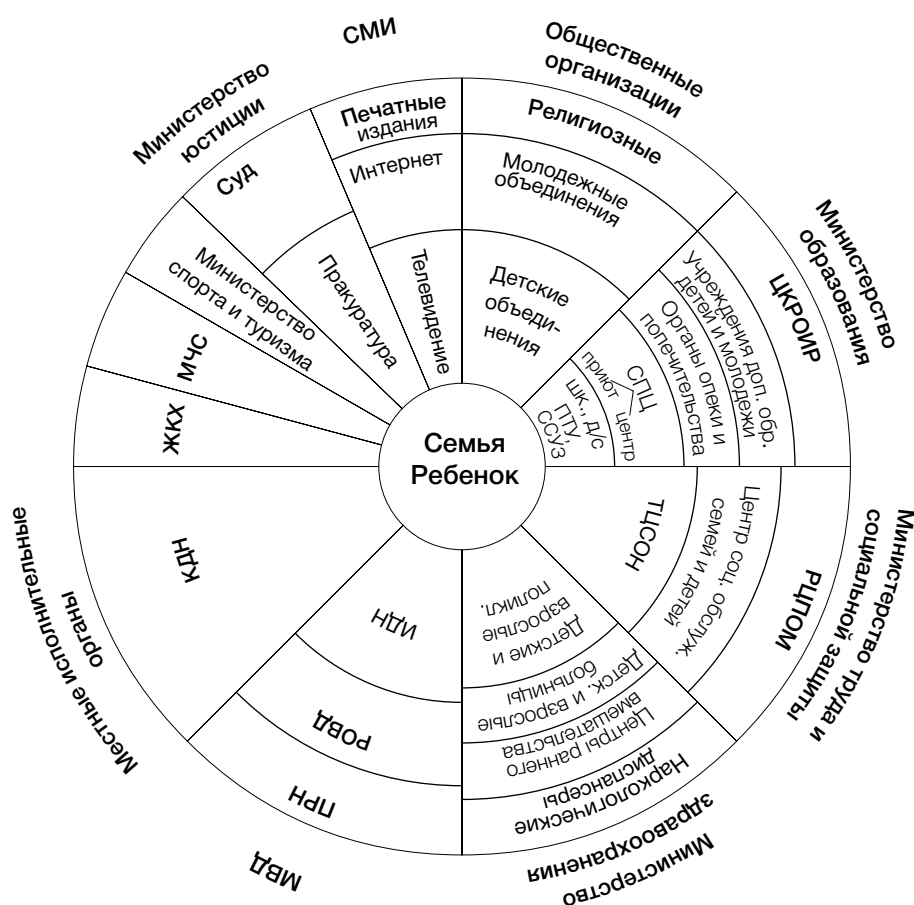 СМИ
Печатные
издания
Интернет
Телевидение
Общественные
организации
Религиозные
Молодежные
объединения
Детские
объеди-
нения
Министерство
образования
ЦКРОИР
Учреждения доп. обр.
детей и молодежи
Органы опеки и
попечительства
СПЦ
приют
центр
шк., д/с
ПТУ,
ССУЗ
Министерство труда и
социальной защиты
РЦПОМ
Центр соц. обслуж.
семей и детей
ТЦСОН
Министерство
здравоохранения
Наркологические
диспансеры
Центры раннего
вмешательства
Детск. и взрослые
больницы
Детские и
взрослые
поликл.
МВД
ПРН
РОВД
ИДН
Местные исполнительные
органы
КДН
ЖКХ
МЧС
Министерство
спорта и туризма
Министерство
юстиции
Суд
Пракуратура
Семья
Ребенок